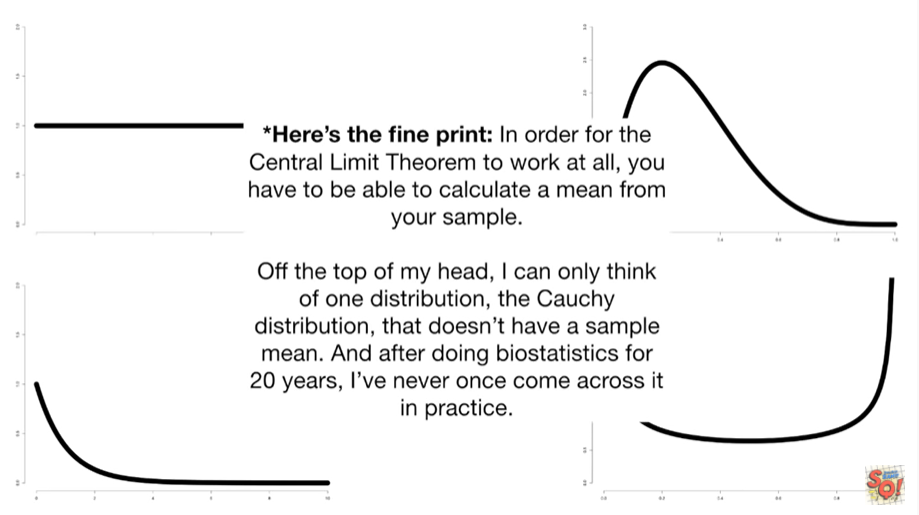 *Here's the fine print: In order for the
Central Limit Theorem to work at all, you
have to be able to calculate a mean from
your sample.
Off the top of my head, I can only think
of one distribution, the Cauchy
distribution, that doesn't have a sample
mean. And after doing biostatistics for
20 years, I've never once come across it
in practice.
SQ!